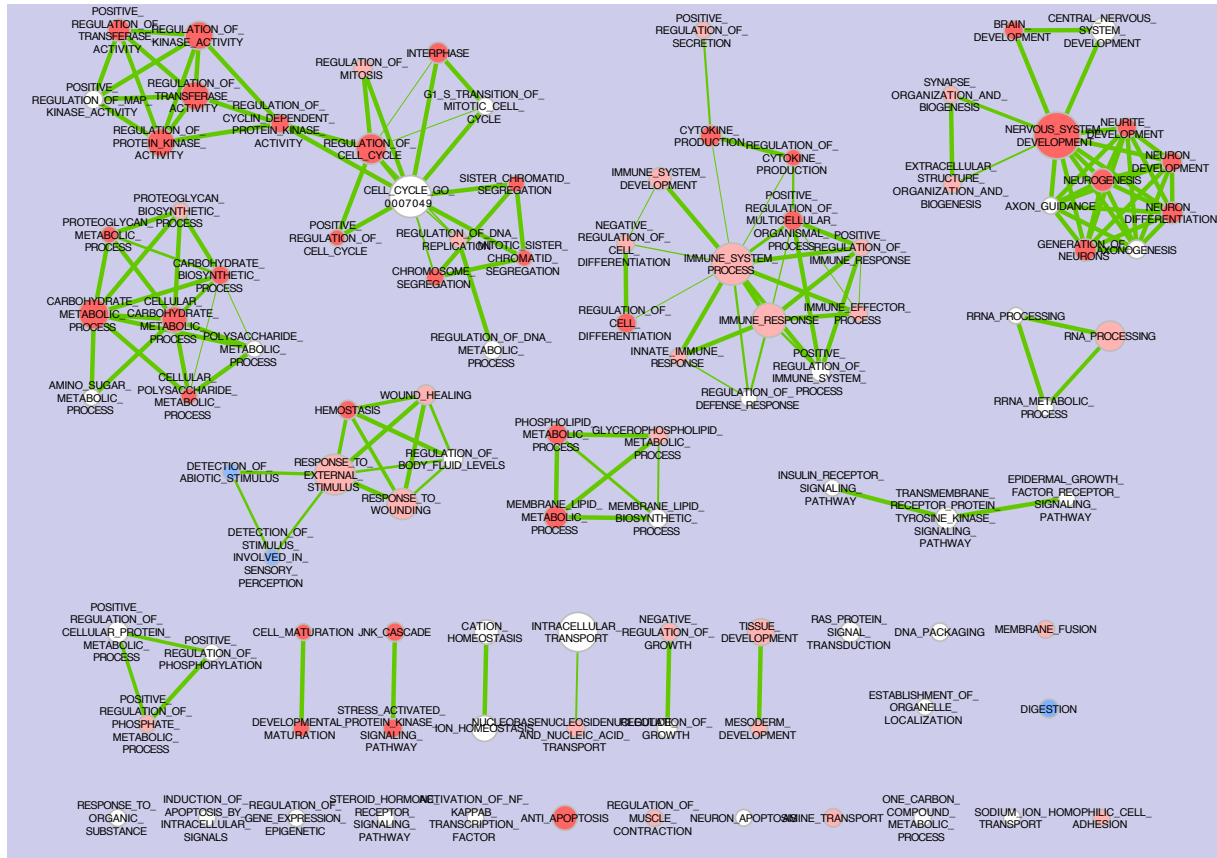 POSITIVE_
REGULATION_OF_
TRANSFERASE_
ACTIVITY
REGULATION_OF_
KINASE_ACTIVITY
POSITIVE_
REGULATION_OF_MAP_
KINASE_ACTIVITY
REGULATION_OF_
TRANSFERASE_
ACTIVITY
REGULATION_OF_
PROTEIN_KINASE_
ACTIVITY
REGULATION_OF_
CYCLIN_DEPENDENT_
PROTEIN_KINASE_
ACTIVITY
REGULATION_OF_
MITOSIS
INTERPHASE
G1_S_TRANSITION_OF_
MITOTIC_CELL_
CYCLE
REGULATION_OF_
CELL_CYCLE
CELL_CYCLE_GO_
0007049
SISTER_CHROMATID_
SEGREGATION
POSITIVE_
REGULATION_OF_
CELL_CYCLE
REGULATION_OF_DNA_
REPLICATION
MITOTIC_SISTER_
CHROMATID_
SEGREGATION
CHROMOSOME_
SEGREGATION
REGULATION_OF_DNA_
METABOLIC_
PROCESS
PROTEOGLYCAN_
BIOSYNTHETIC_
PROCESS
PROTEOGLYCAN_
METABOLIC_
PROCESS
CARBOHYDRATE_
BIOSYNTHETIC_
PROCESS
CARBOHYDRATE_
METABOLIC_
PROCESS
CELLULAR_
CARBOHYDRATE_
METABOLIC_
PROCESS
POLYSACCHARIDE_
METABOLIC_
PROCESS
AMINO_SUGAR_
METABOLIC_
PROCESS
CELLULAR_
POLYSACCHARIDE_
METABOLIC_
PROCESS
POSITIVE_
REGULATION_OF_
SECRETION
CYTOKINE_
PRODUCTION
REGULATION_OF_
CYTOKINE_
PRODUCTION
IMMUNE_SYSTEM_
DEVELOPMENT
POSITIVE_
REGULATION_OF_
MULTICELLULAR_
ORGANISMAL_
PROCESS
NEGATIVE_
REGULATION_OF_
CELL_
DIFFERENTIATION
POSITIVE_
REGULATION_OF_
IMMUNE_RESPONSE
IMMUNE_SYSTEM_
PROCESS
REGULATION_OF_
CELL_
DIFFERENTIATION
IMMUNE_RESPONSE
IMMUNE_EFFECTOR_
PROCESS
INNATE_IMMUNE_
RESPONSE
POSITIVE_
REGULATION_OF_
IMMUNE_SYSTEM_
PROCESS
REGULATION_OF_
DEFENSE_RESPONSE
BRAIN_
DEVELOPMENT
CENTRAL_NERVOUS_
SYSTEM_
DEVELOPMENT
SYNAPSE_
ORGANIZATION_AND_
BIOGENESIS
NERVOUS_SYSTEM_
DEVELOPMENT
NEURITE_
DEVELOPMENT
NEURON_
DEVELOPMENT
EXTRACELLULAR_
STRUCTURE_
ORGANIZATION_AND_
BIOGENESIS
NEUROGENESIS
AXON_GUIDANCE
NEURON_
DIFFERENTIATION
GENERATION_OF_
NEURONS
AXONOGENESIS
RRNA_PROCESSING
RNA_PROCESSING
RRNA_METABOLIC_
PROCESS
WOUND_HEALING
HEMOSTASIS
RESPONSE_TO_
EXTERNAL_
STIMULUS
REGULATION_OF_
BODY_FLUID_LEVELS
DETECTION_OF_
ABIOTIC_STIMULUS
RESPONSE_TO_
WOUNDING
DETECTION_OF_
STIMULUS_
INVOLVED_IN_
SENSORY_
PERCEPTION
PHOSPHOLIPID_
METABOLIC_
PROCESS
GLYCEROPHOSPHOLIPID_
METABOLIC_
PROCESS
MEMBRANE_LIPID_
METABOLIC_
PROCESS
MEMBRANE_LIPID_
BIOSYNTHETIC_
PROCESS
INSULIN_RECEPTOR_
SIGNALING_
PATHWAY
TRANSMEMBRANE_
RECEPTOR_PROTEIN_
TYROSINE_KINASE_
SIGNALING_
PATHWAY
EPIDERMAL_GROWTH_
FACTOR_RECEPTOR_
SIGNALING_
PATHWAY
POSITIVE_
REGULATION_OF_
CELLULAR_PROTEIN_
METABOLIC_
PROCESS
POSITIVE_
REGULATION_OF_
PHOSPHORYLATION
POSITIVE_
REGULATION_OF_
PHOSPHATE_
METABOLIC_
PROCESS
CELL_MATURATION
DEVELOPMENTAL_
MATURATION
JNK_CASCADE
STRESS_ACTIVATED_
PROTEIN_KINASE_
SIGNALING_
PATHWAY
CATION_
HOMEOSTASIS
ION_HOMEOSTASIS
INTRACELLULAR_
TRANSPORT
NUCLEOBASENUCLEOSIDENUCLEOTIDE_
AND_NUCLEIC_ACID_
TRANSPORT
NEGATIVE_
REGULATION_OF_
GROWTH
REGULATION_OF_
GROWTH
TISSUE_
DEVELOPMENT
MESODERM_
DEVELOPMENT
RAS_PROTEIN_
SIGNAL_
TRANSDUCTION
DNA_PACKAGING
MEMBRANE_FUSION
ESTABLISHMENT_OF_
ORGANELLE_
LOCALIZATION
DIGESTION
RESPONSE_TO_
ORGANIC_
SUBSTANCE
INDUCTION_OF_
APOPTOSIS_BY_
INTRACELLULAR_
SIGNALS
REGULATION_OF_
GENE_EXPRESSION_
EPIGENETIC
STEROID_HORMONE_
RECEPTOR_
SIGNALING_
PATHWAY
ACTIVATION_OF_NF_
KAPPAB_
TRANSCRIPTION_
FACTOR
ANTI_APOPTOSIS
REGULATION_OF_
MUSCLE_
CONTRACTION
NEURON_APOPTOSIS
AMINE_TRANSPORT
ONE_CARBON_
COMPOUND_
METABOLIC_
PROCESS
SODIUM_ION_
TRANSPORT
HOMOPHILIC_CELL_
ADHESION